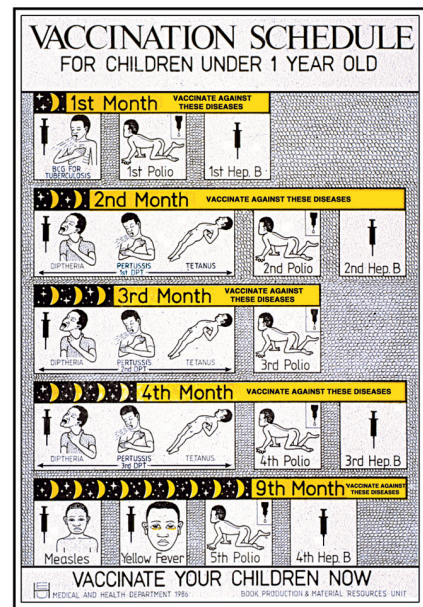 VACCINATION SCHEDULE
FOR CHILDREN UNDER 1 YEAR OLD
1st Month VACCINATE AGAINST THESE DISEASES
BCG FOR TUBERCULOSIS 1st Polio 1st Hep. B
2nd Month VACCINATE AGAINST THESE DISEASES
DIPTHERIA PERTUSSIS TETANUS 2nd Polio 2nd Hep. B
1st DPT
3rd Month VACCINATE AGAINST THESE DISEASES
DIPTHERIA PERTUSSIS TETANUS 3rd Polio
2nd DPT
4th Month VACCINATE AGAINST THESE DISEASES
DIPTHERIA PERTUSSIS TETANUS 4th Polio 3rd Hep. B
3rd DPT
9th Month VACCINATE AGAINST THESE DISEASES
Measles Yellow Fever 5th Polio 4th Hep. B
VACCINATE YOUR CHILDREN NOW
MEDICAL AND HEALTH DEPARTMENT 1986 BOOK PRODUCTION & MATERIAL RESOURCES UNIT